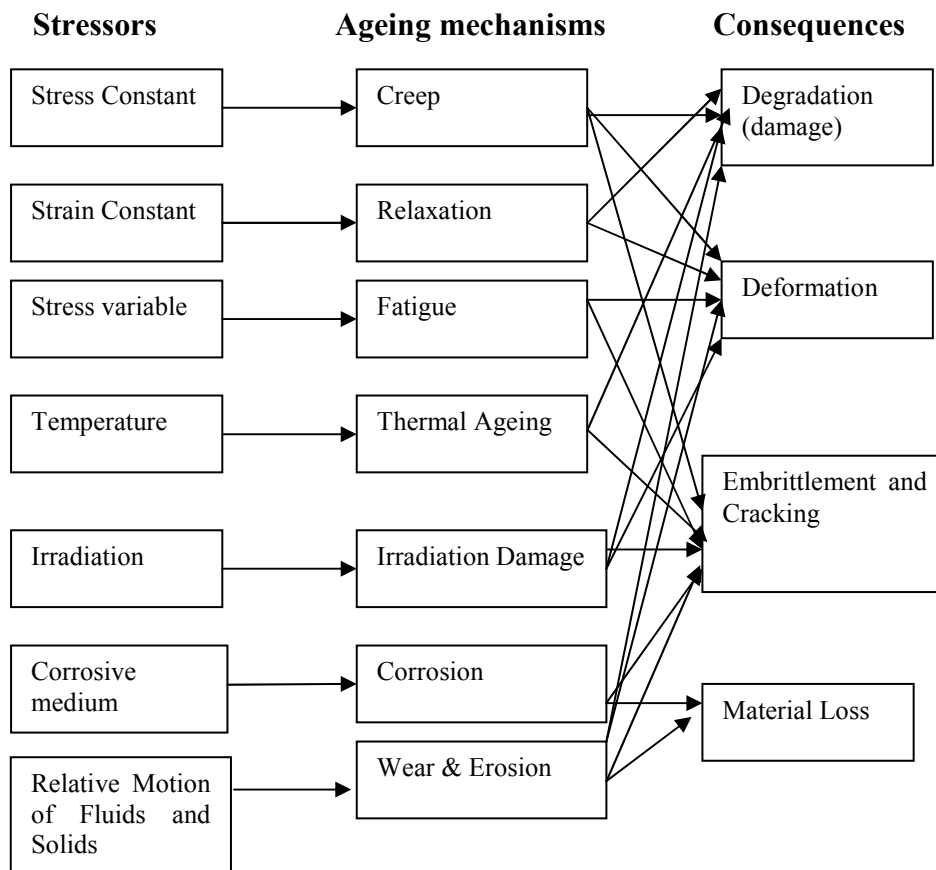 Stressors
Ageing mechanisms
Consequences
Stress Constant
Creep
Degradation
(damage)
Strain Constant
Relaxation
Stress variable
Fatigue
Deformation
Temperature
Thermal Ageing
Embrittlement and
Cracking
Irradiation
Irradiation Damage
Corrosive
medium
Corrosion
Material Loss
Relative Motion
of Fluids and
Solids
Wear & Erosion